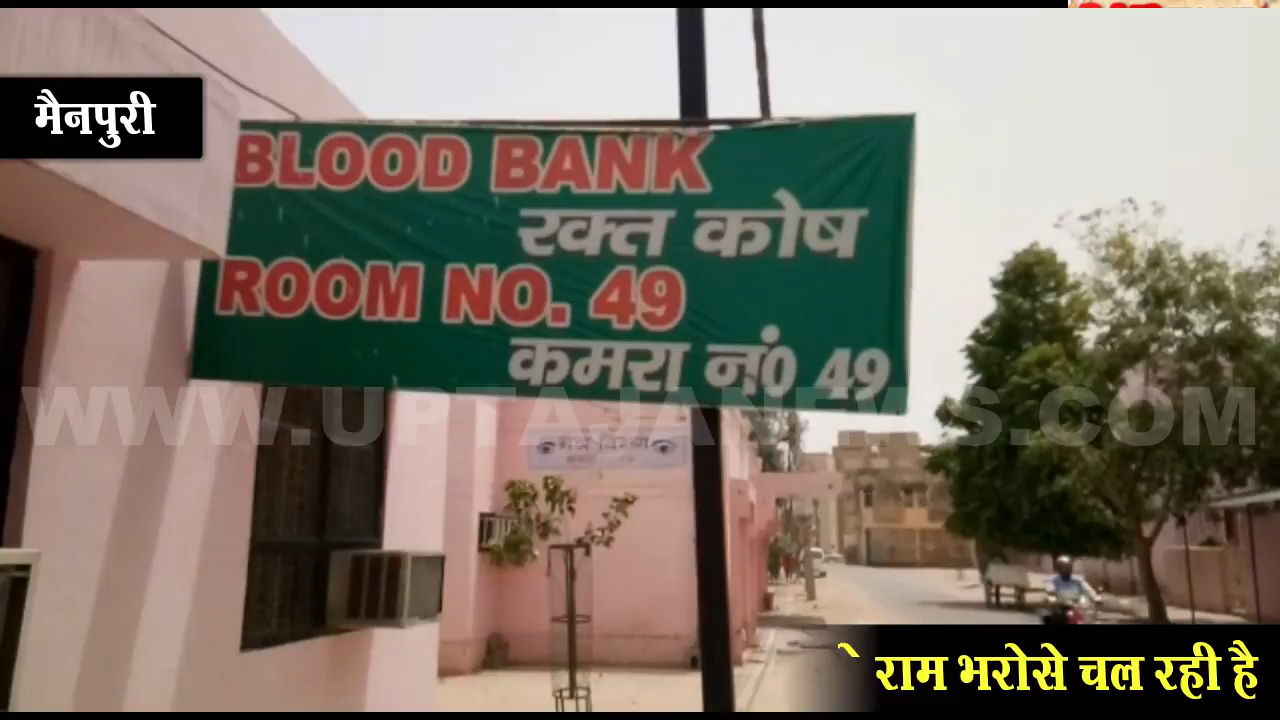 मैनपुरी
BLOOD BANK
रक्त कोष
ROOM NO. 49
कमरा नं0 49
WWW.UPTAJANEWS.COM
राम भरोसे चल रही है